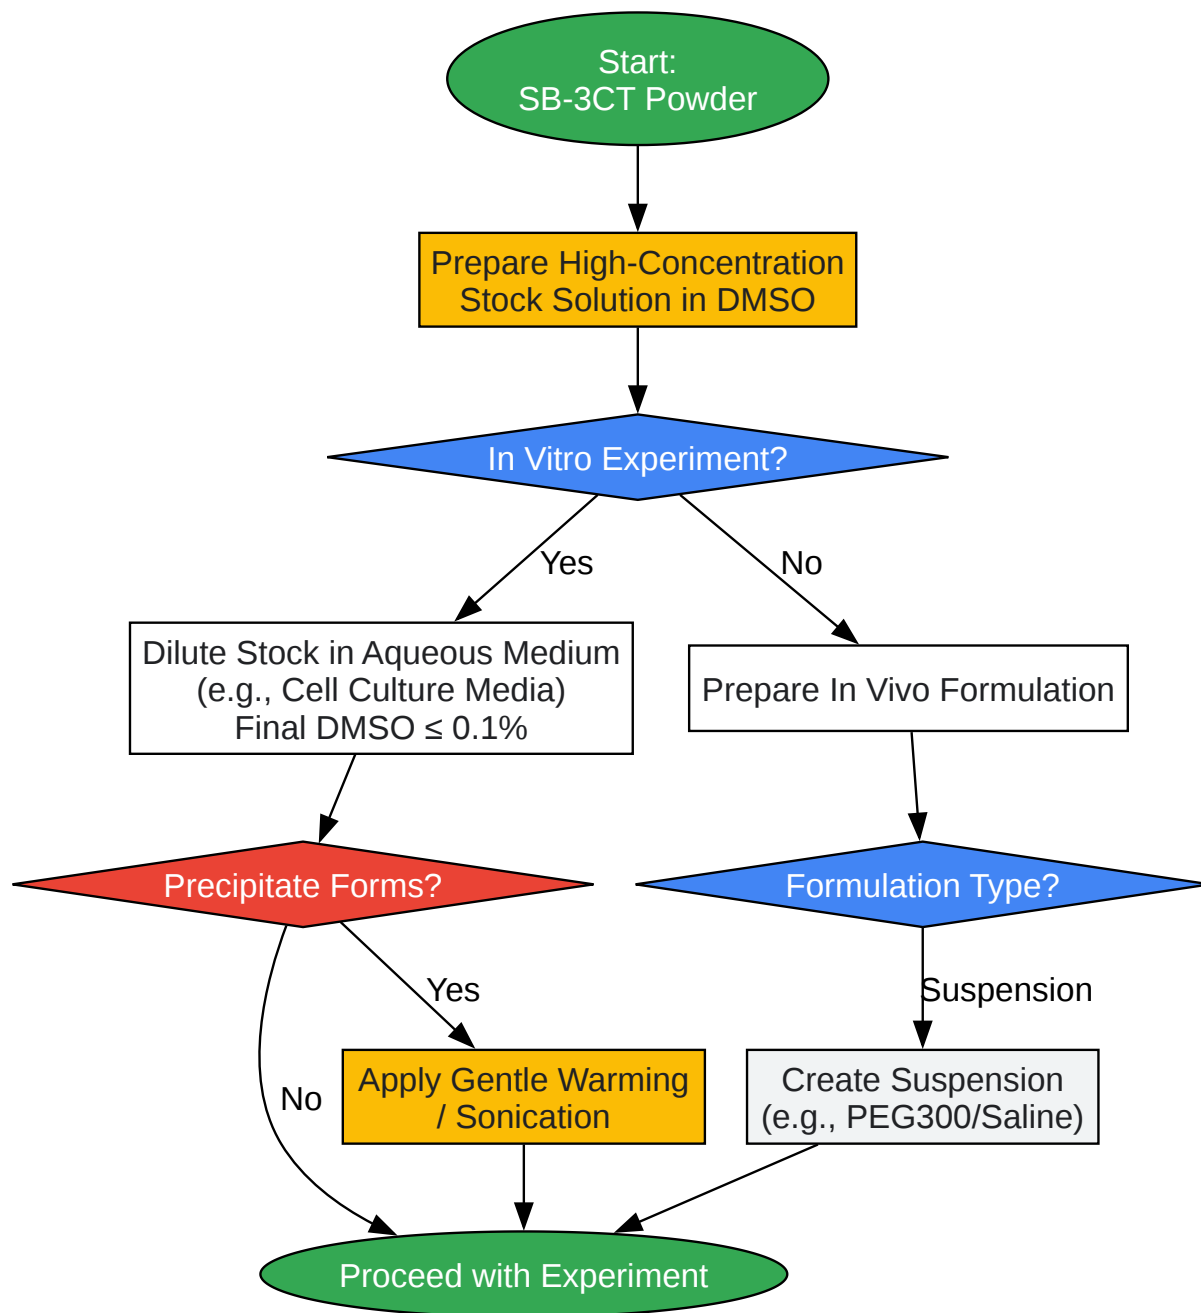 Start:
SB-3CT Powder
Prepare High-Concentration
Stock Solution in DMSO
In Vitro Experiment?
Yes
No
Dilute Stock in Aqueous Medium
(e.g., Cell Culture Media)
Final DMSO ≤ 0.1%
Prepare In Vivo Formulation
Precipitate Forms?
Formulation Type?
Yes
Suspension
No
Apply Gentle Warming
/ Sonication
Create Suspension
(e.g., PEG300/Saline)
Proceed with Experiment